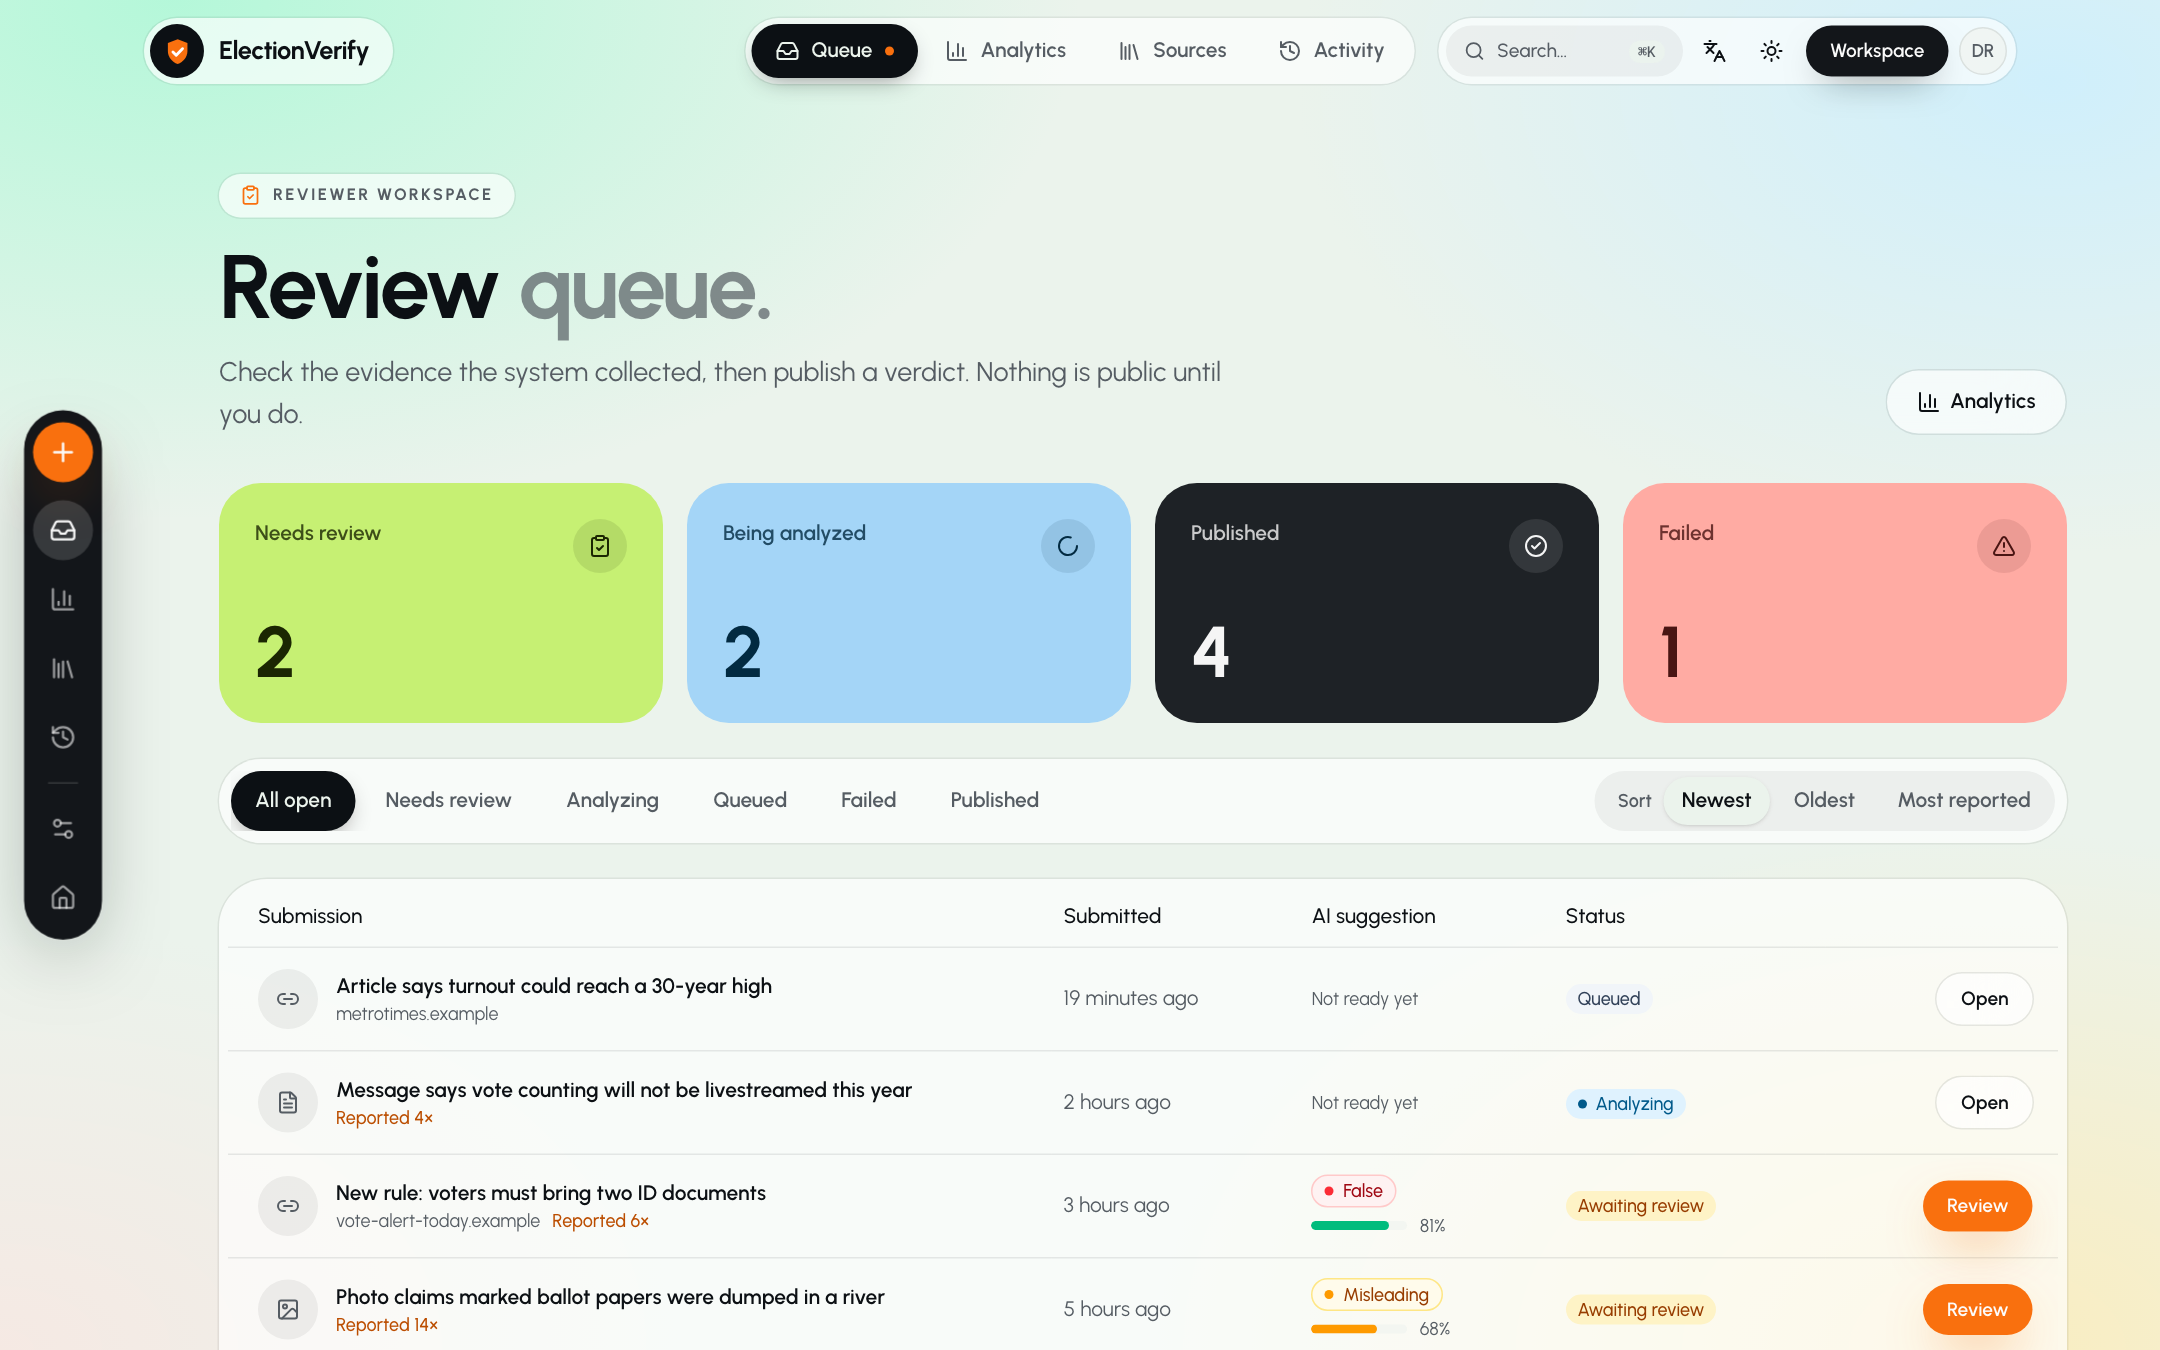 ElectionVerify
Queue
Analytics
Sources
Activity
Search...
⌘K
Workspace
DR
REVIEWER WORKSPACE
Review queue.
Check the evidence the system collected, then publish a verdict. Nothing is public until
you do.
Analytics
Needs review
2
Being analyzed
2
Published
4
Failed
1
All open
Needs review
Analyzing
Queued
Failed
Published
Sort
Newest
Oldest
Most reported
Submission
Submitted
AI suggestion
Status
Article says turnout could reach a 30-year high
metrotimes.example
19 minutes ago
Not ready yet
Queued
Open
Message says vote counting will not be livestreamed this year
Reported 4×
2 hours ago
Not ready yet
Analyzing
Open
New rule: voters must bring two ID documents
vote-alert-today.example Reported 6×
3 hours ago
False
81%
Awaiting review
Review
Photo claims marked ballot papers were dumped in a river
Reported 14×
5 hours ago
Misleading
68%
Awaiting review
Review